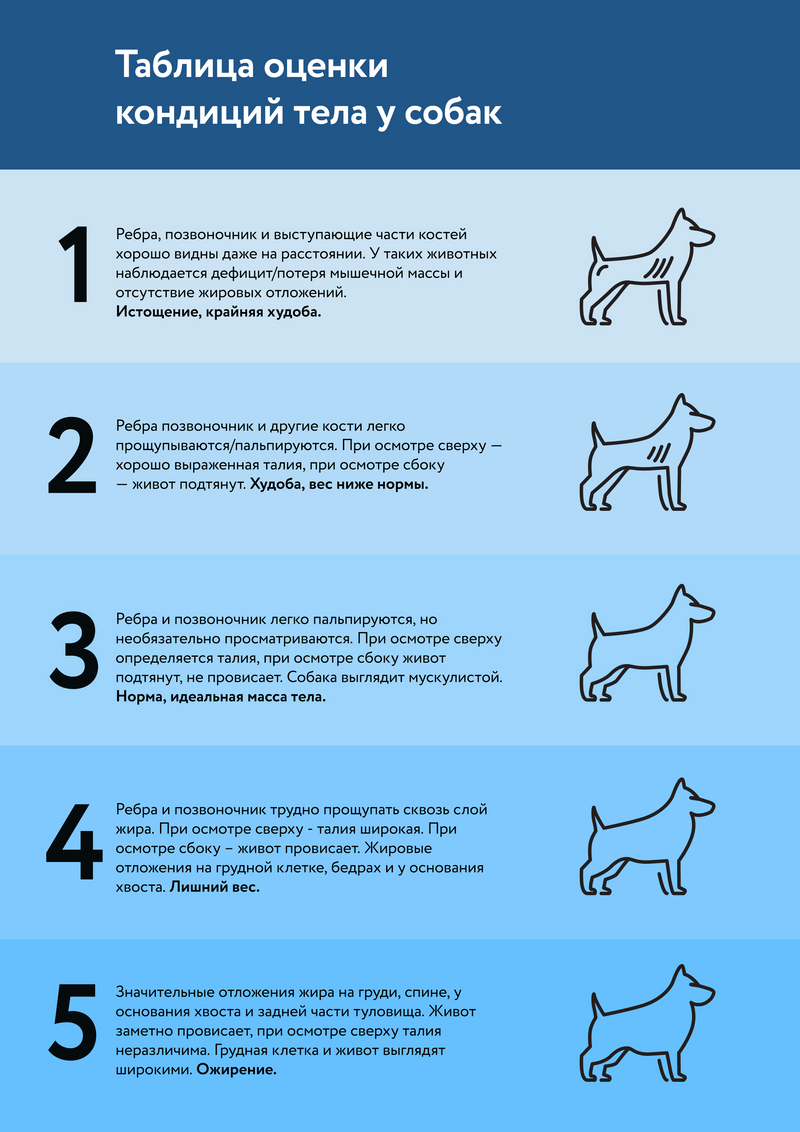 Таблица оценки
кондиций тела у собак
1
Ребра, позвоночник и выступающие части костей
хорошо видны даже на расстоянии. У таких животных
наблюдается дефицит/потеря мышечной массы и
отсутствие жировых отложений.
Истощение, крайняя худоба.
2
Ребра позвоночник и другие кости легко
прощупываются/пальпируются. При осмотре сверху —
хорошо выраженная талия, при осмотре сбоку
— живот подтянут. Худоба, вес ниже нормы.
3
Ребра и позвоночник легко пальпируются, но
необязательно просматриваются. При осмотре сверху
определяется талия, при осмотре сбоку живот
подтянут, не провисает. Собака выглядит мускулистой.
Норма, идеальная масса тела.
4
Ребра и позвоночник трудно прощупать сквозь слой
жира. При осмотре сверху - талия широкая. При
осмотре сбоку – живот провисает. Жировые
отложения на грудной клетке, бедрах и у основания
хвоста. Лишний вес.
5
Значительные отложения жира на груди, спине, у
основания хвоста и задней части туловища. Живот
заметно провисает, при осмотре сверху талия
неразличима. Грудная клетка и живот выглядят
широкими. Ожирение.